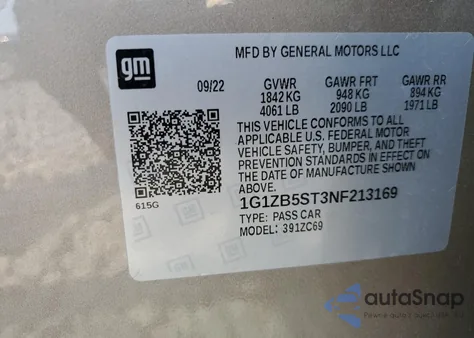 gm
MFD BY GENERAL MOTORS LLC
09/22 GVWR GAWR FRT GAWR RR
1842 KG 948 KG 894 KG
4061 LB 2090 LB 1971 LB
THIS VEHICLE CONFORMS TO ALL
APPLICABLE U.S. FEDERAL MOTOR
VEHICLE SAFETY, BUMPER, AND THEFT
PREVENTION STANDARDS IN EFFECT ON
THE DATE OF MANUFACTURE SHOWN
ABOVE.
615G
1G1ZB5ST3NF213169
TYPE: PASS CAR
MODEL: 391ZC69
autoSnap